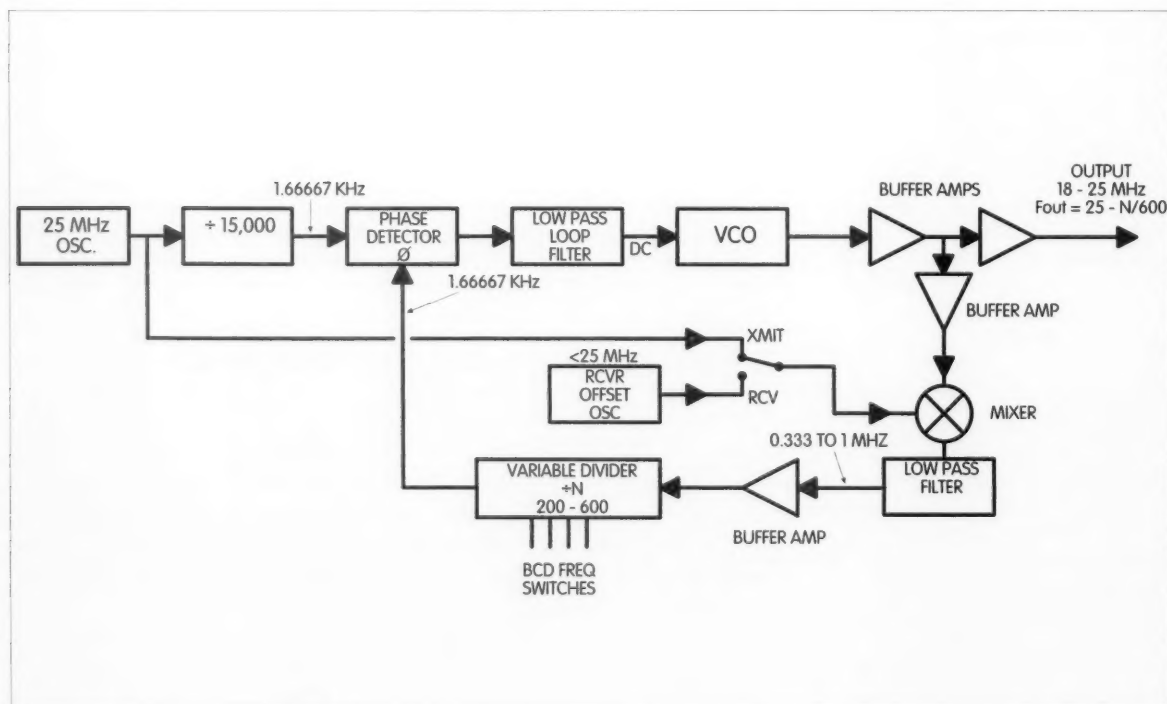 OUTPUT
18 - 25 MHz
Fout = 25 - N/600
BUFFER AMPS
1.66667 KHz
25 MHz
OSC.
÷ 15,000
PHASE
DETECTOR
Ø
LOW PASS
LOOP
FILTER
DC
VCO
1.66667 KHz
BUFFER AMP
XMIT
<25 MHz
RCVR
OFFSET
OSC
RCV
MIXER
0.333 TO 1 MHZ
LOW PASS
FILTER
VARIABLE DIVIDER
÷N
200 - 600
BUFFER AMP
BCD FREQ
SWITCHES